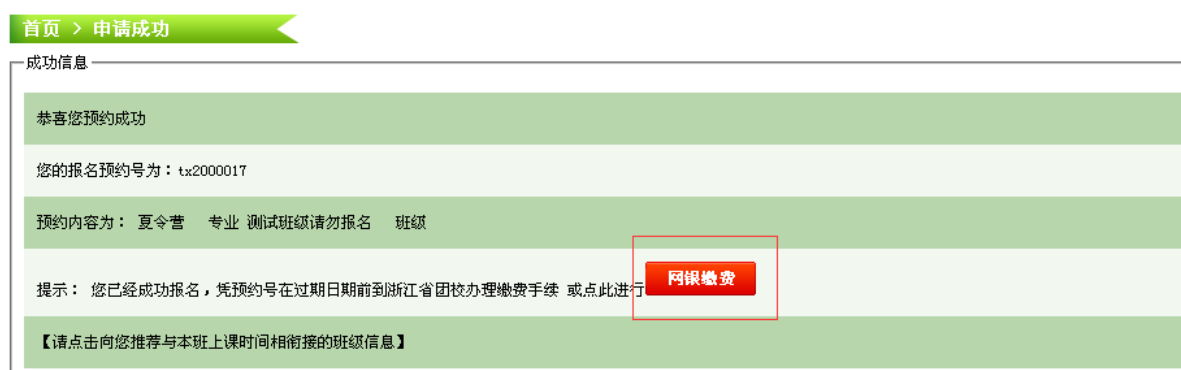 首页 > 申请成功
成功信息
恭喜您预约成功
您的报名预约号为：tx2000017
预约内容为： 夏令营 专业 测试班级请勿报名 班级
提示： 您已经成功报名，凭预约号在过期日期前到浙江省团校办理缴费手续 或点此进行 网银缴费
【请点击向您推荐与本班上课时间相衔接的班级信息】